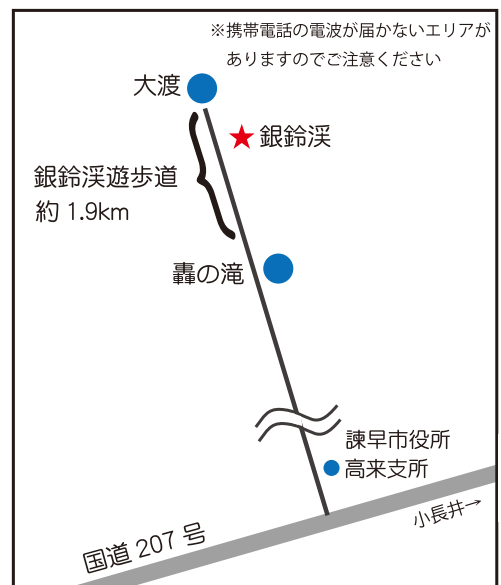 ※携帯電話の電波が届かないエリアが
ありますのでご注意ください
大渡
銀鈴渓
銀鈴渓遊歩道
約 1.9km
轟の滝
諫早市役所
高来支所
小長井→
国道 207 号